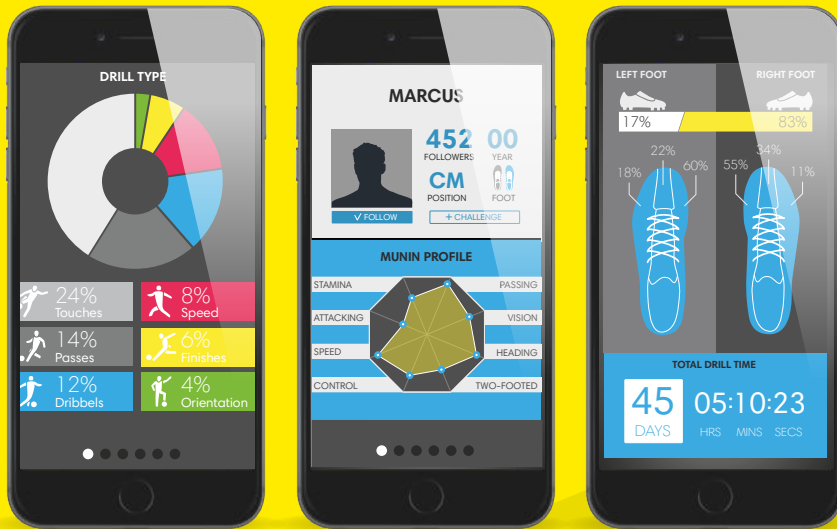 DRILL TYPE
24%
Touches
8%
Speed
14%
Passes
6%
Finishes
12%
Dribbels
4%
Orientation
MARCUS
452
FOLLOWERS
00
YEAR
CM
POSITION
FOOT
✓ FOLLOW
+ CHALLENGE
MUNIN PROFILE
STAMINA
PASSING
ATTACKING
VISION
SPEED
HEADING
CONTROL
TWO-FOOTED
LEFT FOOT
RIGHT FOOT
17%
83%
18%
22%
60%
55%
34%
11%
TOTAL DRILL TIME
45
DAYS
05:10:23
HRS MINS SECS